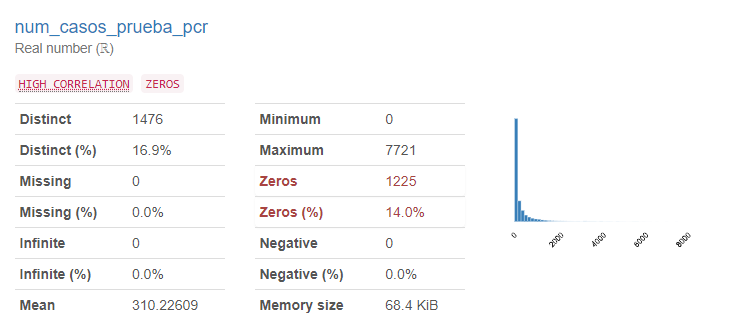 num_casos_prueba_pcr
Real number (ℝ)
HIGH CORRELATION ZEROS
Distinct 1476
Distinct (%) 16.9%
Missing 0
Missing (%) 0.0%
Infinite 0
Infinite (%) 0.0%
Mean 310.22609
Minimum 0
Maximum 7721
Zeros 1225
Zeros (%) 14.0%
Negative 0
Negative (%) 0.0%
Memory size 68.4 KiB
0 2000 4000 6000 8000